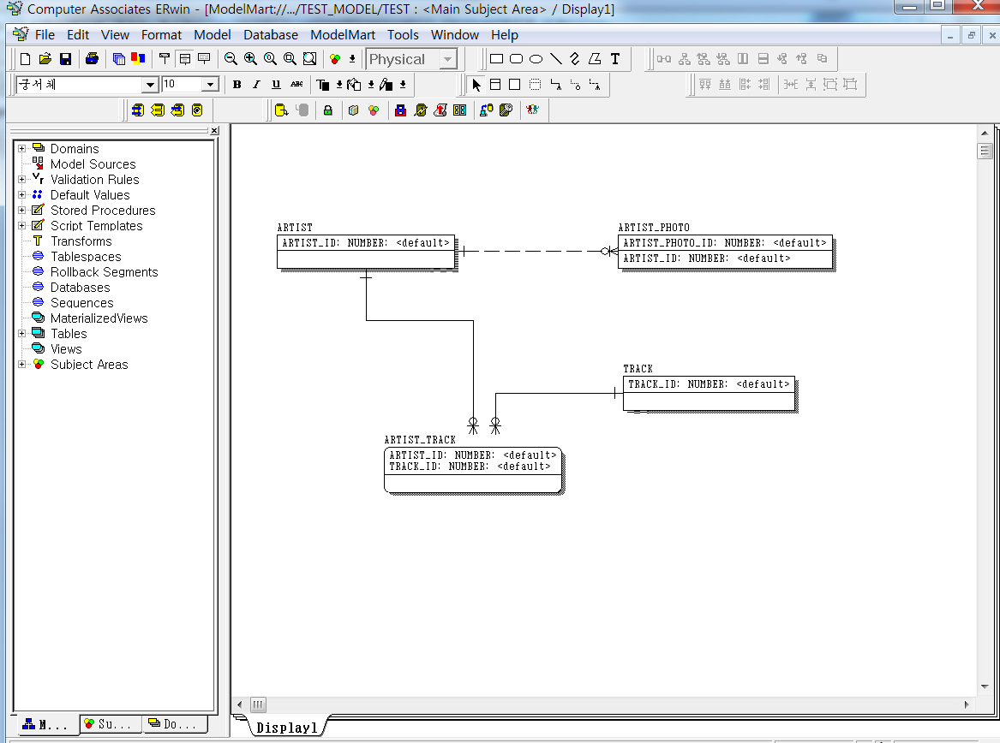 Computer Associates ERwin - [ModelMart://.../TEST_MODEL/TEST : <Main Subject Area> / Display1]
File Edit View Format Model Database ModelMart Tools Window Help
Physical
T
굴서체 10 B I U ABC
Domains
Model Sources
Validation Rules
Default Values
Stored Procedures
Script Templates
Transforms
Tablespaces
Rollback Segments
Databases
Sequences
MaterializedViews
Tables
Views
Subject Areas
M... Su... Do...
ARTIST
ARTIST_ID: NUMBER: <default>
ARTIST_PHOTO
ARTIST_PHOTO_ID: NUMBER: <default>
ARTIST_ID: NUMBER: <default>
TRACK
TRACK_ID: NUMBER: <default>
ARTIST_TRACK
ARTIST_ID: NUMBER: <default>
TRACK_ID: NUMBER: <default>
Display1